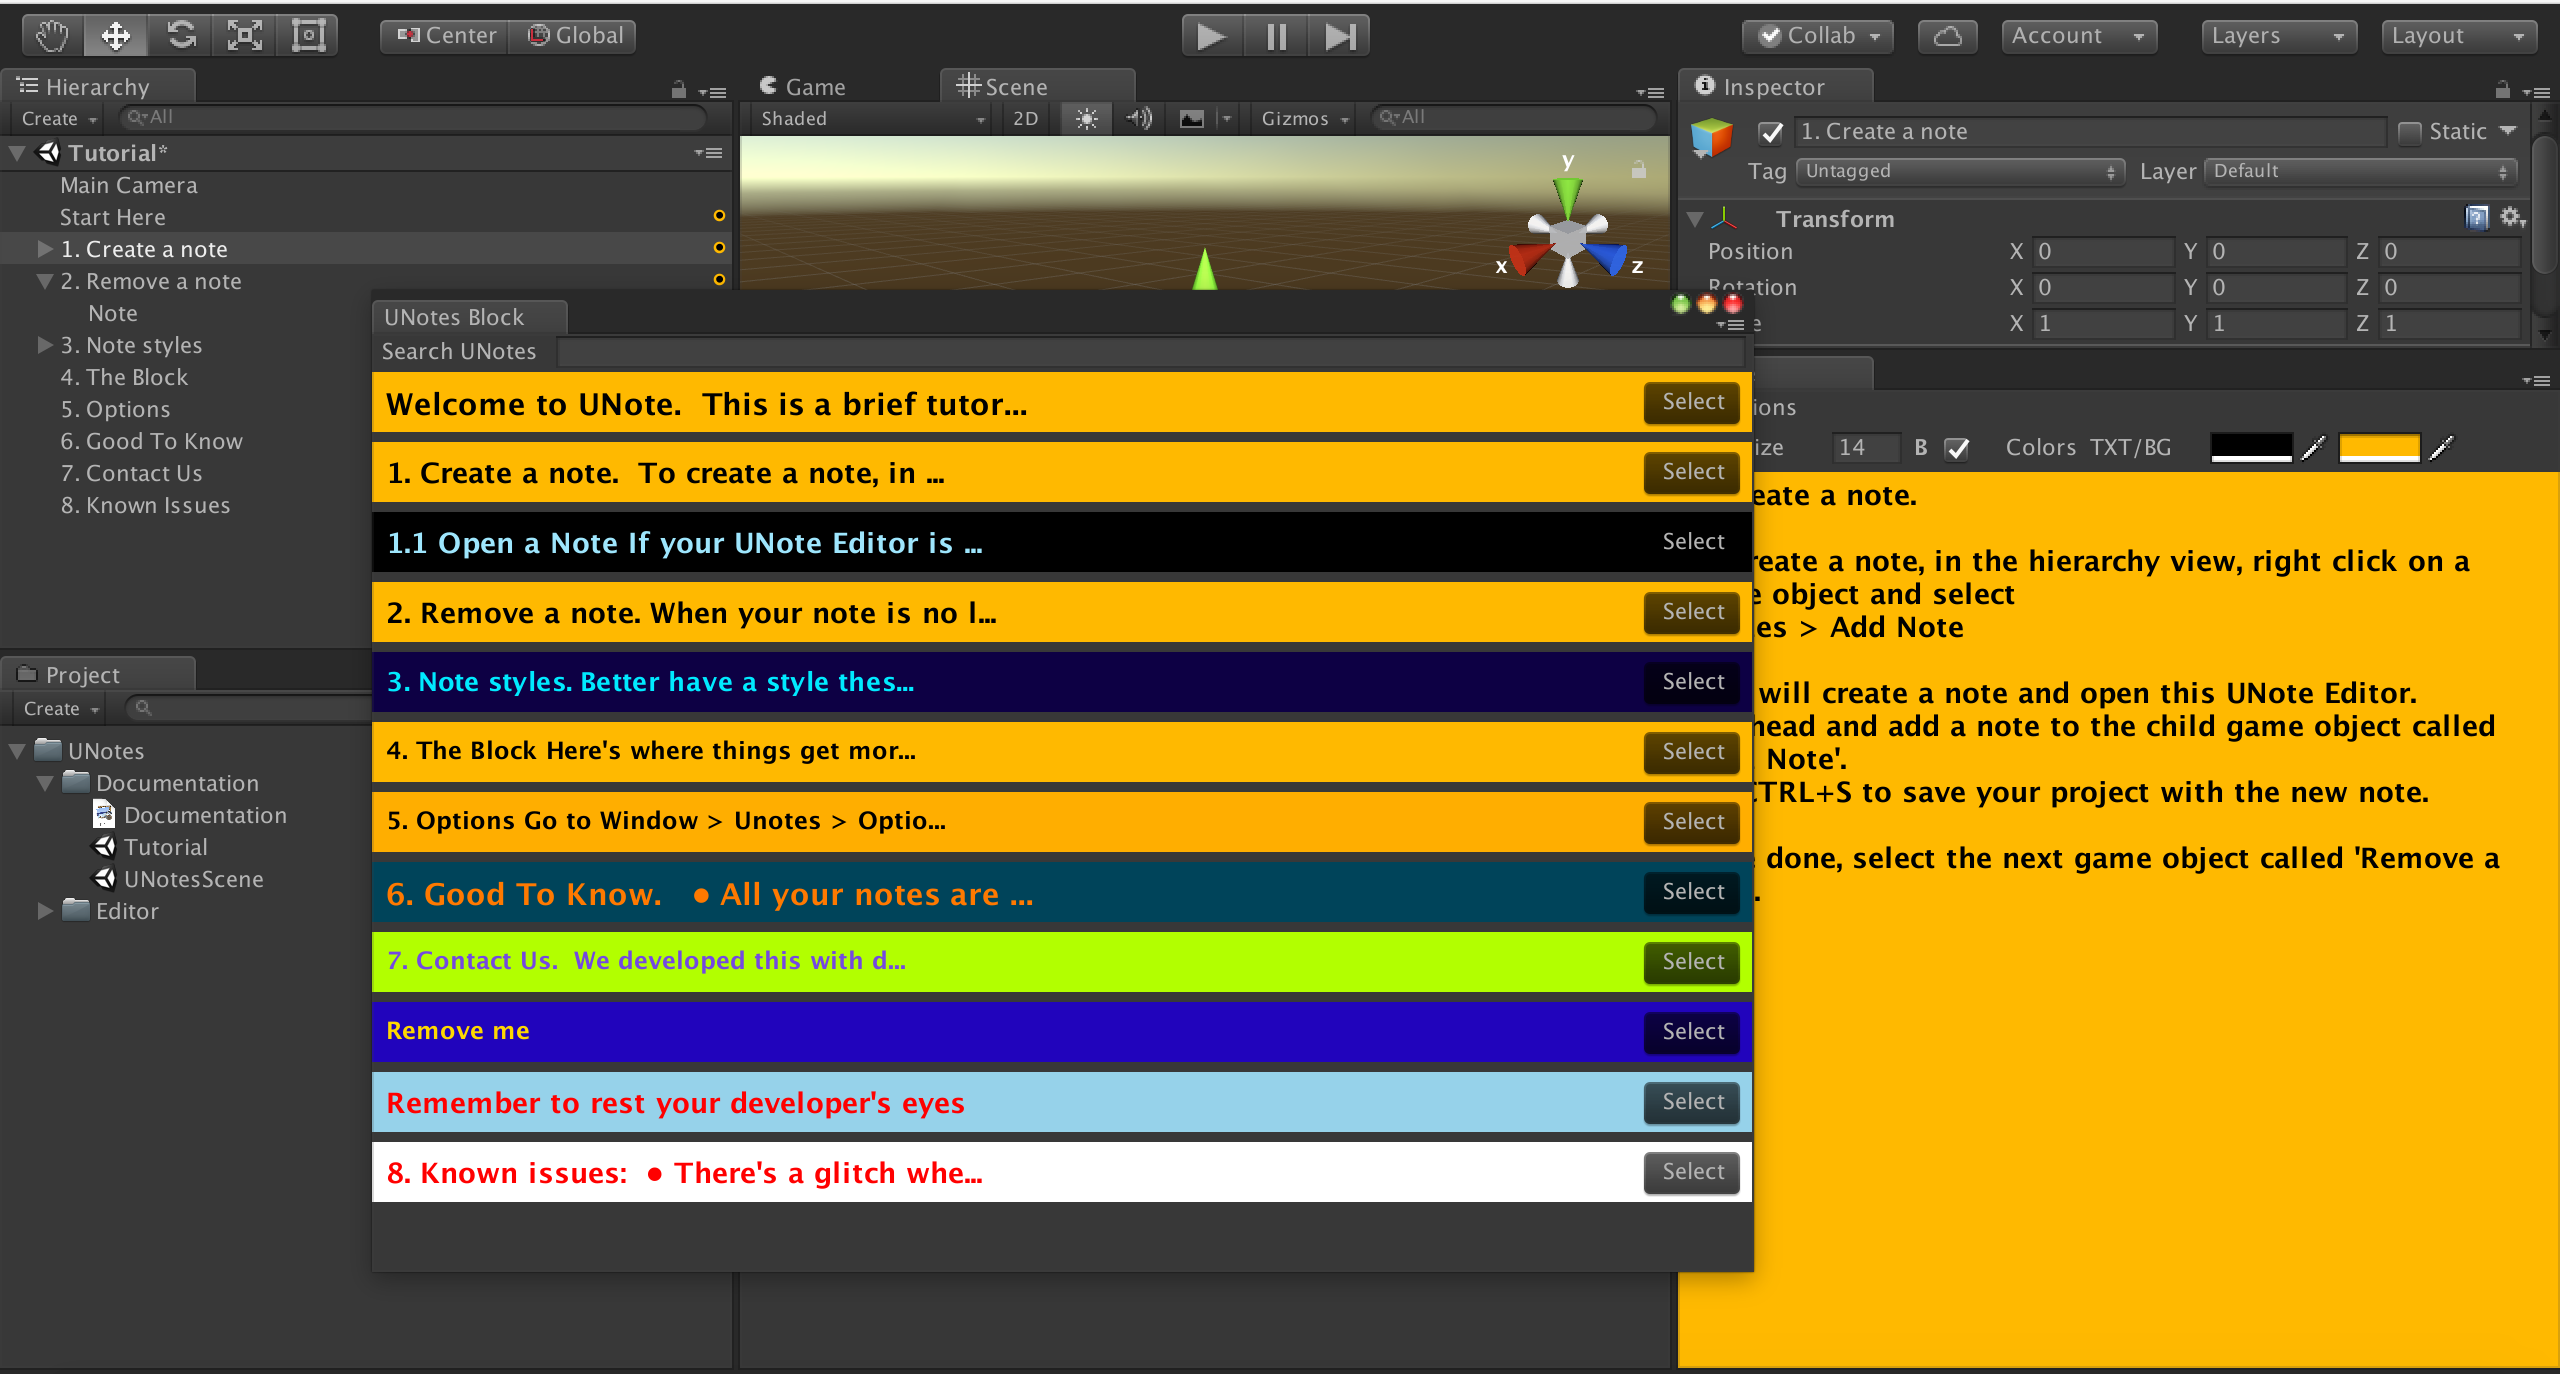 Center Global Collab Account Layers Layout
Hierarchy
Create All
Tutorial*
Main Camera
Start Here
1. Create a note
2. Remove a note
Note
3. Note styles
4. The Block
5. Options
6. Good To Know
7. Contact Us
8. Known Issues
Project
Create
UNotes
Documentation
Documentation
Tutorial
UNotesScene
Editor
Game Scene
Shaded 2D Gizmos All
y
x z
UNotes Block
Search UNotes
Welcome to UNote.  This is a brief tutor... Select
1. Create a note.  To create a note, in ... Select
1.1 Open a Note If your UNote Editor is ... Select
2. Remove a note. When your note is no l... Select
3. Note styles. Better have a style thes... Select
4. The Block Here's where things get mor... Select
5. Options Go to Window > Unotes > Optio... Select
6. Good To Know.   ● All your notes are ... Select
7. Contact Us.  We developed this with d... Select
Remove me Select
Remember to rest your developer's eyes Select
8. Known issues:  ● There's a glitch whe... Select
Inspector
1. Create a note Static
Tag Untagged Layer Default
Transform
Position X 0 Y 0 Z 0
Rotation X 0 Y 0 Z 0
X 1 Y 1 Z 1
14 B Colors TXT/BG
eate a note.
reate a note, in the hierarchy view, right click on a
object and select
es > Add Note
will create a note and open this UNote Editor.
head and add a note to the child game object called
Note'.
CTRL+S to save your project with the new note.
done, select the next game object called 'Remove a